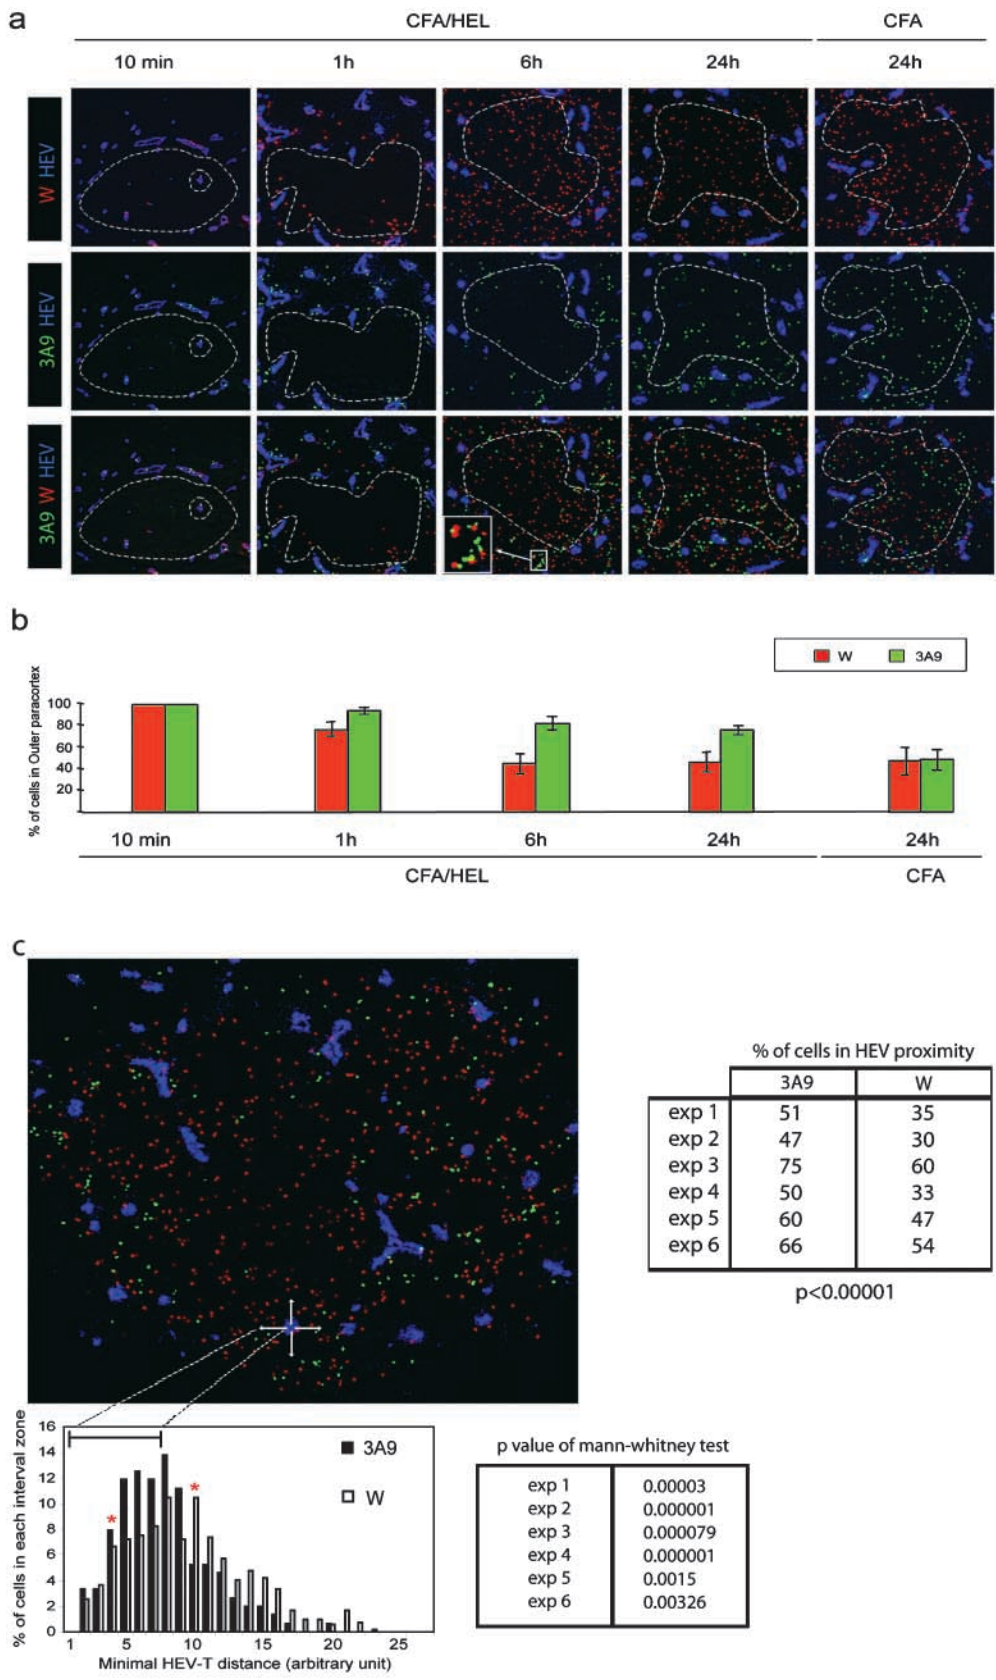 a
CFA/HEL CFA
10 min 1h 6h 24h 24h
W HEV
3A9 HEV
3A9 W HEV
b
W 3A9
% of cells in Outer paracortex
100
80
60
40
20
10 min 1h 6h 24h 24h
CFA/HEL CFA
c
% of cells in HEV proximity
3A9 W
exp 1 51 35
exp 2 47 30
exp 3 75 60
exp 4 50 33
exp 5 60 47
exp 6 66 54
p<0.00001
% of cells in each interval zone
16
14
12
10
8
6
4
2
0
3A9
W
* *
1 5 10 15 20 25
Minimal HEV-T distance (arbitrary unit)
p value of mann-whitney test
exp 1 0.00003
exp 2 0.000001
exp 3 0.000079
exp 4 0.000001
exp 5 0.0015
exp 6 0.00326